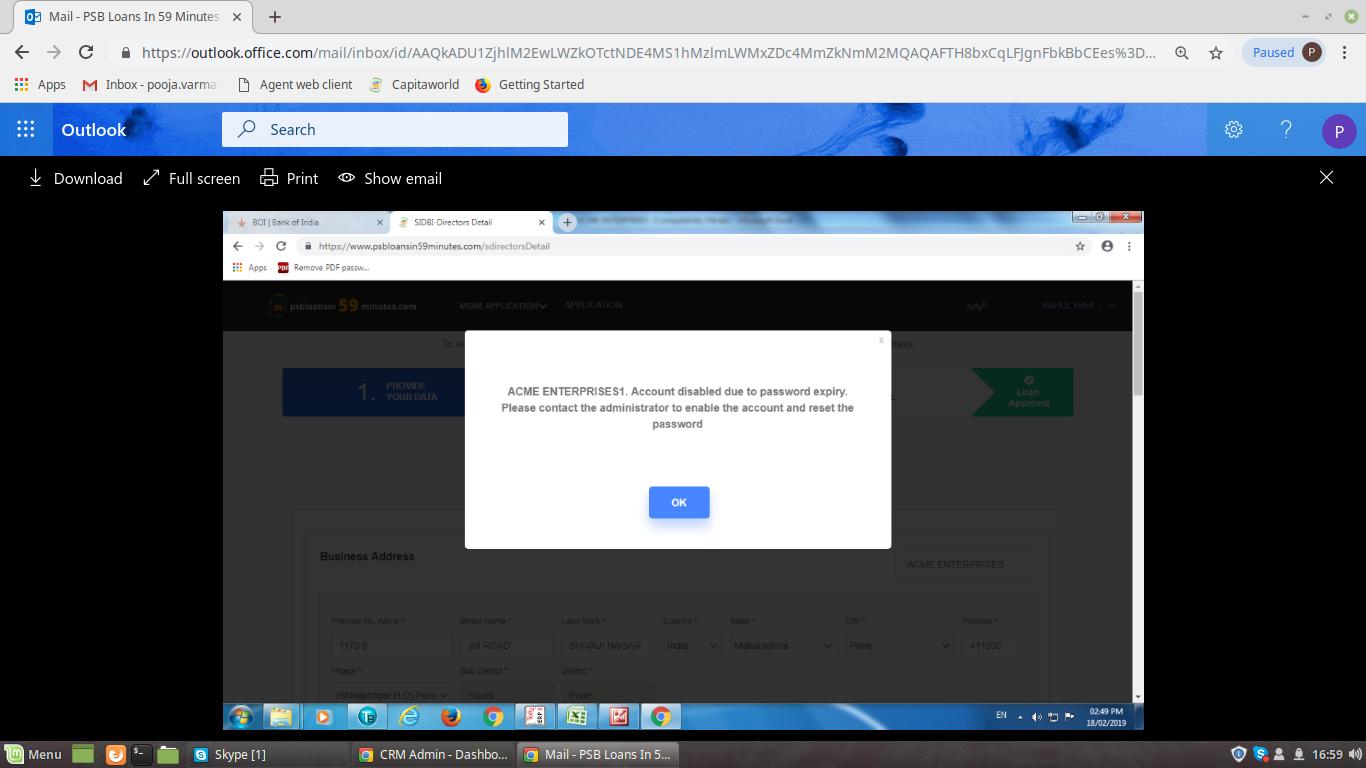 Mail - PSB Loans In 59 Minutes
https://outlook.office.com/mail/inbox/id/AAQkADU1ZjhlM2EwLWZkOTctNDE4MS1hMzlmLWMxZDc4MmZkNmM2MQAQAFTH8bxCqLFJgnFbkBbCEes%3D...
Paused P
Apps Inbox - pooja.varma Agent web client Capitaworld Getting Started
Outlook Search ? P
Download Full screen Print Show email
BOI | Bank of India SIDBI-Directors Detail
https://www.psbloansin59minutes.com/sdirectorsDetail
Apps PDF Remove PDF passw...
psbloansin 59 minutes.com MSME APPLICATION APPLICATION RAHUL RAVI...
x
1. PROVIDE
YOUR DATA
Loan
Approval
ACME ENTERPRISES1. Account disabled due to password expiry.
Please contact the administrator to enable the account and reset the
password
OK
Business Address
ACME ENTERPRISES
Premise No. name * Street Name * Land Mark * Country * State * City * Pincode *
JM ROAD SHIVAJI NAGAR India Maharashtra Pune 411000
Village * Sub District * District *
(Shivajinagar H.O) Pune Haveli Pune
EN 02:49 PM
18/02/2019
Menu Skype [1] CRM Admin - Dashbo... Mail - PSB Loans In 5... 16:59